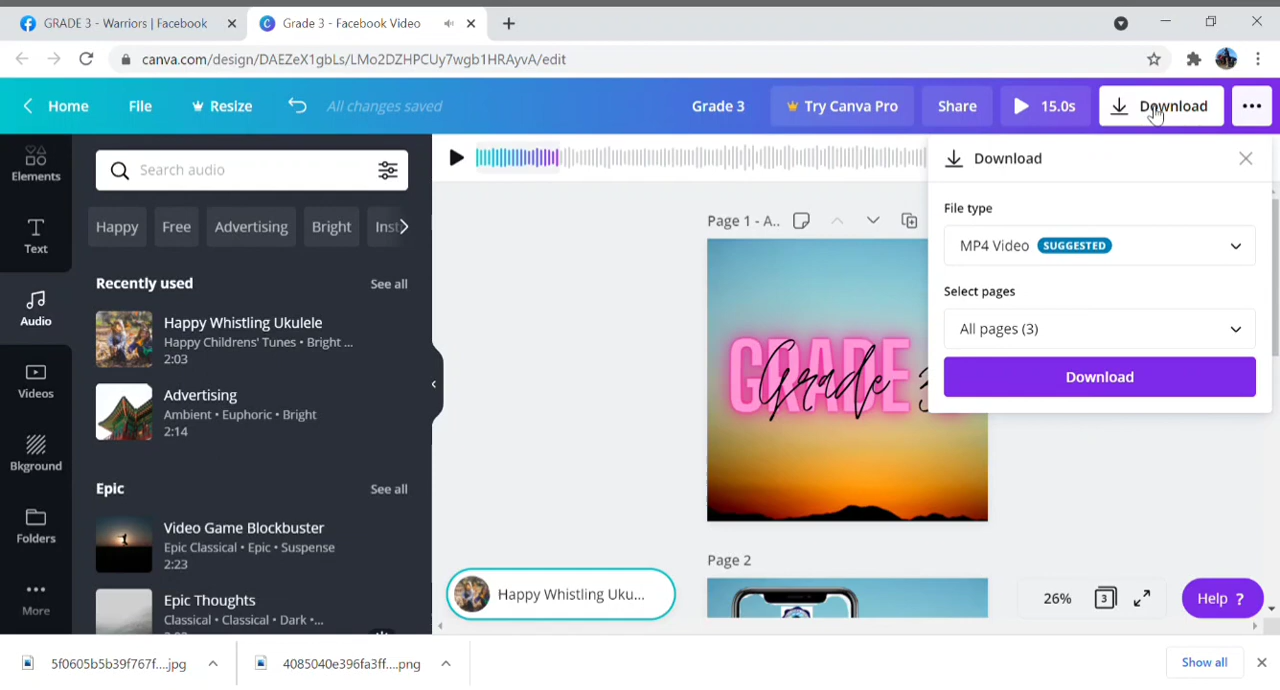 GRADE 3 - Warriors | Facebook
Grade 3 - Facebook Video
canva.com/design/DAEZeX1gbLs/LMo2DZHPCUy7wgb1HRAyvA/edit
Home File Resize All changes saved Grade 3 Try Canva Pro Share 15.0s Download
Elements
Text
Audio
Videos
Bkground
Folders
More
Search audio
Happy Free Advertising Bright Inst
Recently used See all
Happy Whistling Ukulele
Happy Childrens' Tunes • Bright ...
2:03
Advertising
Ambient • Euphoric • Bright
2:14
Epic See all
Video Game Blockbuster
Epic Classical • Epic • Suspense
2:23
Epic Thoughts
Classical • Classical • Dark •...
Page 1 - A..
GRADE
Grade 3
Page 2
Happy Whistling Uku...
Download
File type
MP4 Video SUGGESTED
Select pages
All pages (3)
Download
26% 3 Help ?
5f0605b5b39f767f....jpg
4085040e396fa3ff....png
Show all